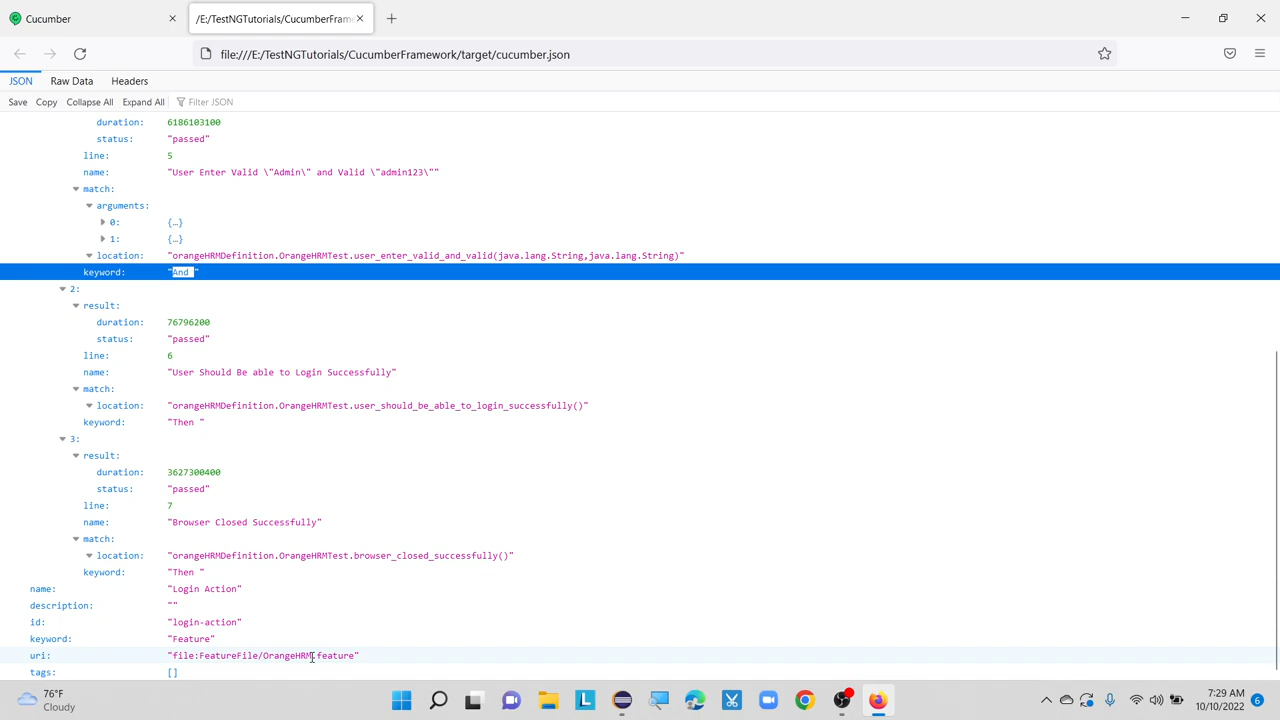 Cucumber
/E:/TestNGTutorials/CucumberFram
file:///E:/TestNGTutorials/CucumberFramework/target/cucumber.json
JSON Raw Data Headers
Save Copy Collapse All Expand All Filter JSON
duration: 6186103100
status: "passed"
line: 5
name: "User Enter Valid \"Admin\" and Valid \"admin123\""
match:
arguments:
0: {…}
1: {…}
location: "orangeHRMDefinition.OrangeHRMTest.user_enter_valid_and_valid(java.lang.String,java.lang.String)"
keyword: "And "
2:
result:
duration: 76796200
status: "passed"
line: 6
name: "User Should Be able to Login Successfully"
match:
location: "orangeHRMDefinition.OrangeHRMTest.user_should_be_able_to_login_successfully()"
keyword: "Then "
3:
result:
duration: 3627300400
status: "passed"
line: 7
name: "Browser Closed Successfully"
match:
location: "orangeHRMDefinition.OrangeHRMTest.browser_closed_successfully()"
keyword: "Then "
name: "Login Action"
description: ""
id: "login-action"
keyword: "Feature"
uri: "file:FeatureFile/OrangeHRM.feature"
tags: []
76°F
Cloudy
7:29 AM
10/10/2022
6